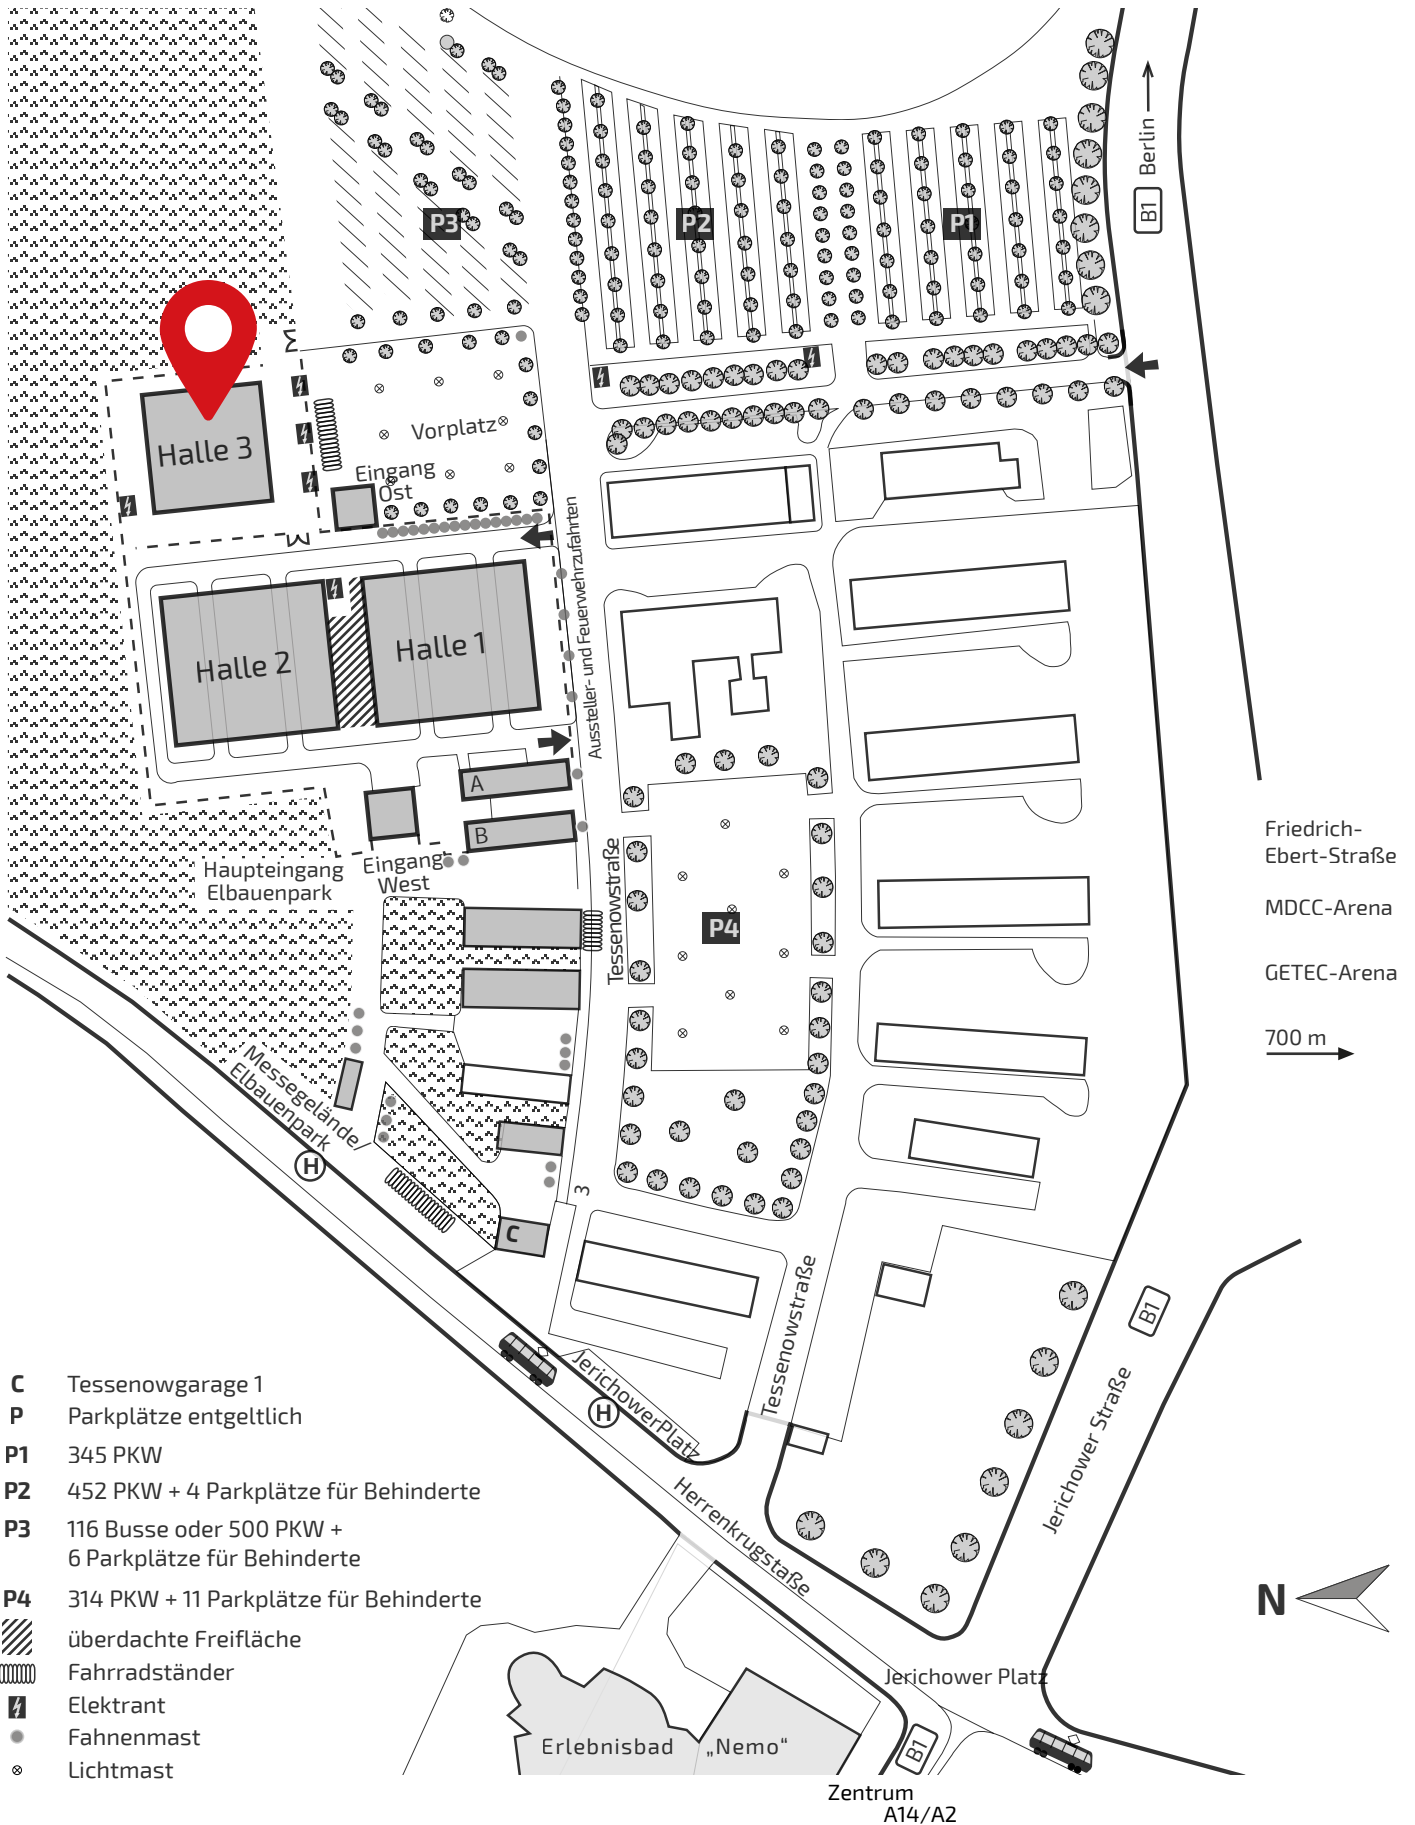 Berlin
B1
P3
P2
P1
Halle 3
Vorplatz
Eingang
Ost
Aussteller- und Feuerwehrzufahrten
Halle 2
Halle 1
A
B
Haupteingang
Elbauenpark
Eingang
West
Tessenowstraße
P4
Friedrich-
Ebert-Straße
MDCC-Arena
GETEC-Arena
700 m
Messegelände/
Elbauenpark
H
3
C
Tessenowstraße
B1
Jerichower Straße
JerichowerPlatz
H
Herrenkrugstaße
C Tessenowgarage 1
P Parkplätze entgeltlich
P1 345 PKW
P2 452 PKW + 4 Parkplätze für Behinderte
P3 116 Busse oder 500 PKW +
6 Parkplätze für Behinderte
P4 314 PKW + 11 Parkplätze für Behinderte
überdachte Freifläche
Fahrradständer
Elektrant
Fahnenmast
Lichtmast
N
Jerichower Platz
Erlebnisbad „Nemo“
B1
Zentrum
A14/A2